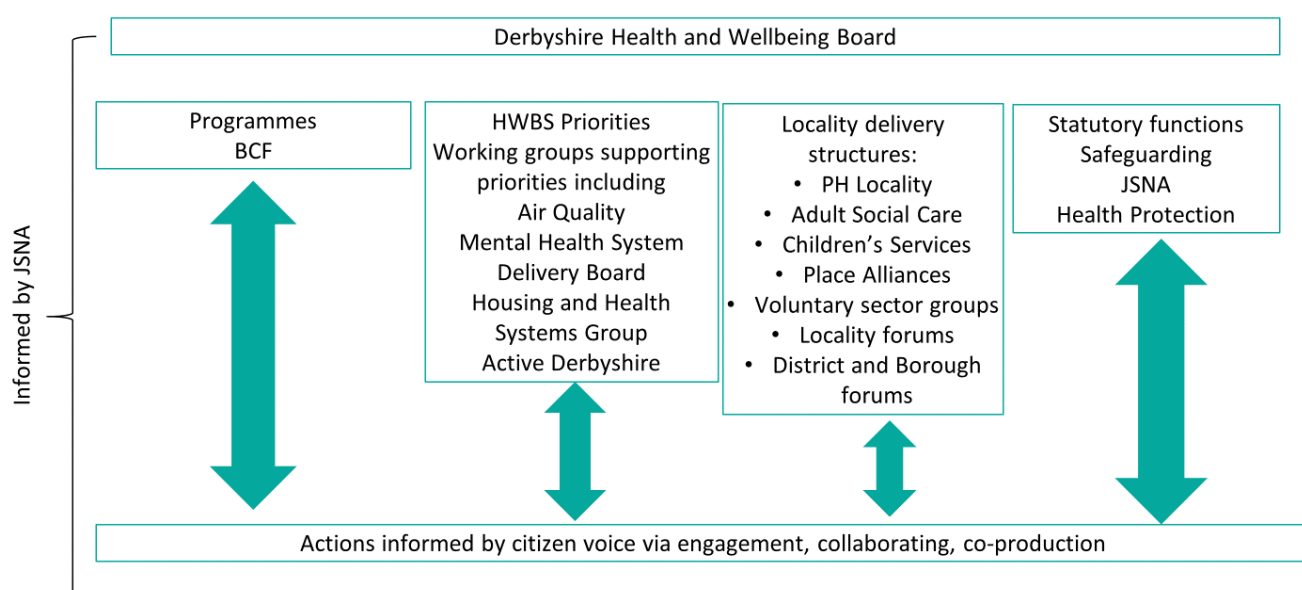 Derbyshire Health and Wellbeing Board
Informed by JSNA
Programmes
BCF
HWBS Priorities
Working groups supporting
priorities including
Air Quality
Mental Health System
Delivery Board
Housing and Health
Systems Group
Active Derbyshire
Locality delivery
structures:
• PH Locality
• Adult Social Care
• Children’s Services
• Place Alliances
• Voluntary sector groups
• Locality forums
• District and Borough
forums
Statutory functions
Safeguarding
JSNA
Health Protection
Actions informed by citizen voice via engagement, collaborating, co-production